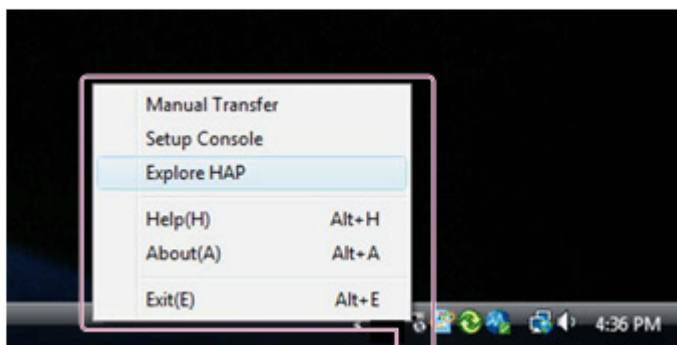 Manual Transfer
Setup Console
Explore HAP
Help(H) Alt+H
About(A) Alt+A
Exit(E) Alt+E
4:36 PM